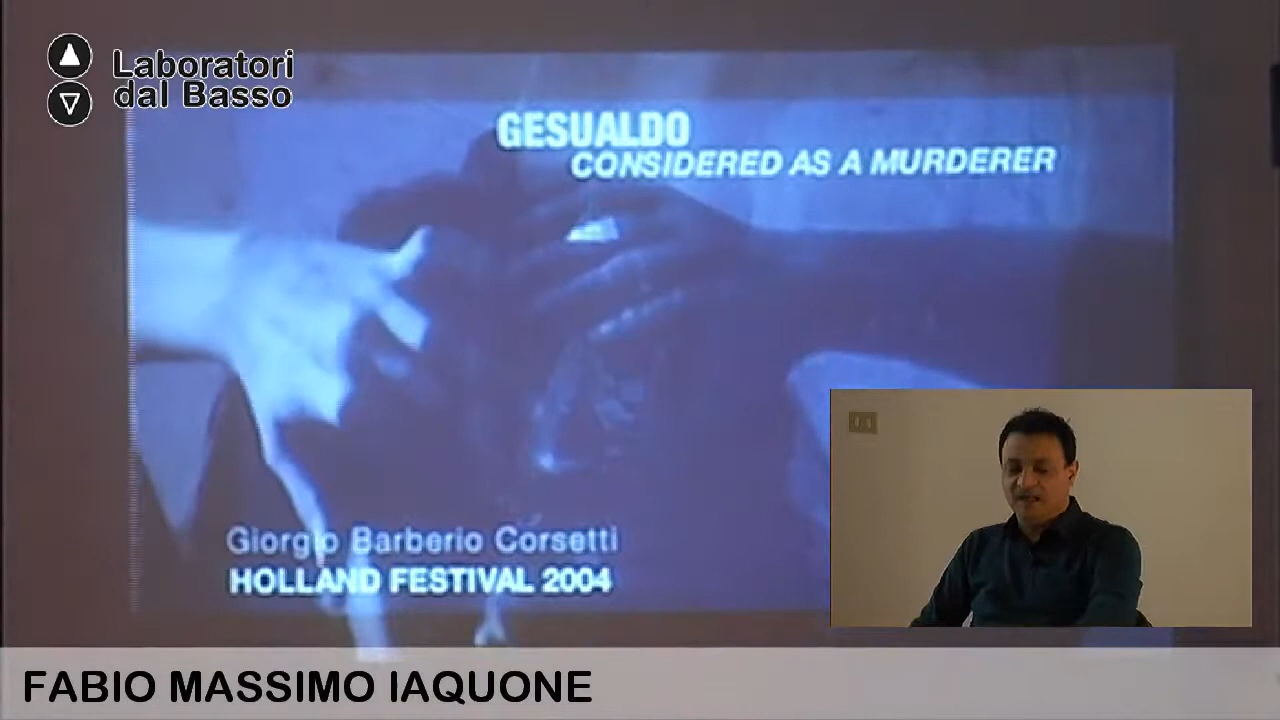 Laboratori
dal Basso
GESUALDO
CONSIDERED AS A MURDERER
Giorgio Barberio Corsetti
HOLLAND FESTIVAL 2004
FABIO MASSIMO IAQUONE